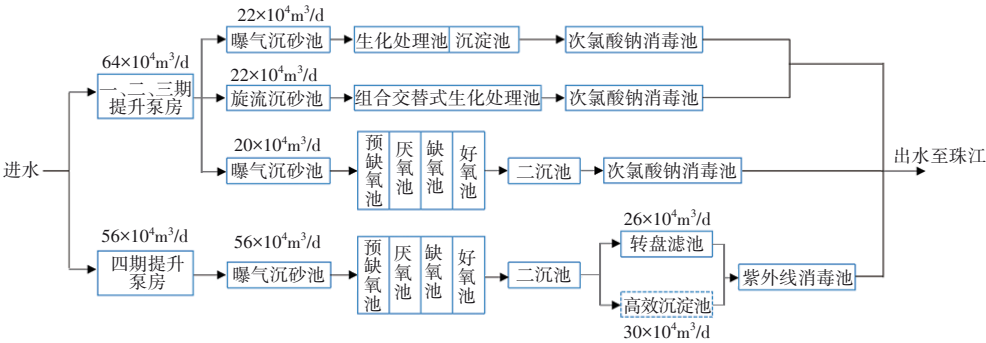 进水
64×10⁴m³/d
一、二、三期
提升泵房
22×10⁴m³/d
曝气沉砂池
生化处理池
沉淀池
次氯酸钠消毒池
22×10⁴m³/d
旋流沉砂池
组合交替式生化处理池
次氯酸钠消毒池
20×10⁴m³/d
曝气沉砂池
预缺氧池
厌氧池
缺氧池
好氧池
二沉池
次氯酸钠消毒池
出水至珠江
56×10⁴m³/d
四期提升
泵房
56×10⁴m³/d
曝气沉砂池
预缺氧池
厌氧池
缺氧池
好氧池
二沉池
26×10⁴m³/d
转盘滤池
高效沉淀池
30×10⁴m³/d
紫外线消毒池